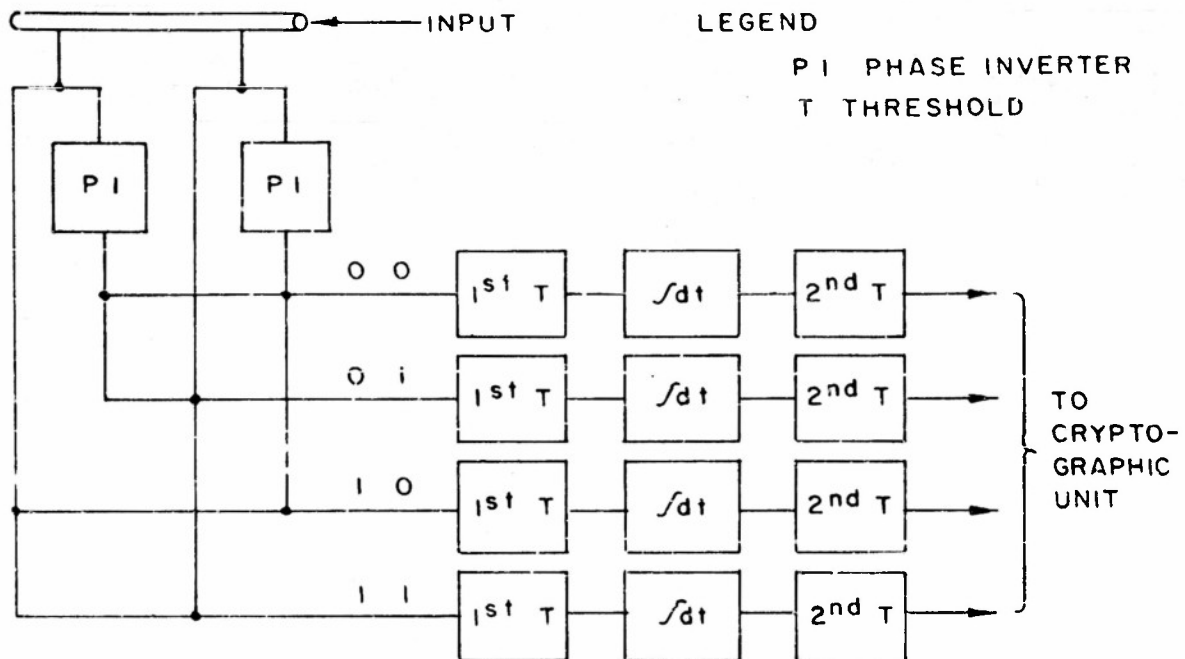 INPUT
LEGEND
PI PHASE INVERTER
T THRESHOLD
PI
PI
0 0
1st T
∫dt
2nd T
0 1
1st T
∫dt
2nd T
1 0
1st T
∫dt
2nd T
1 1
1st T
∫dt
2nd T
TO
CRYPTO-
GRAPHIC
UNIT